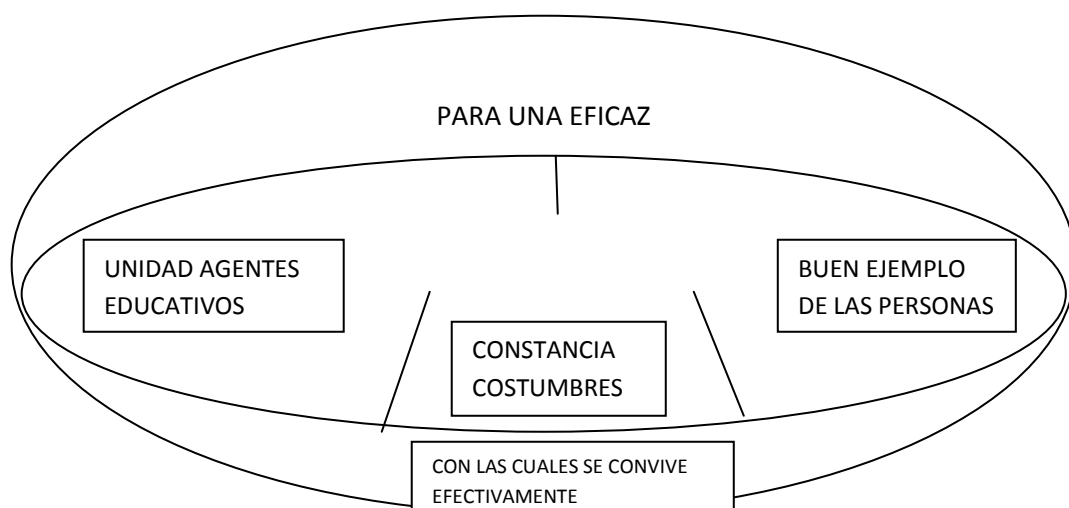 PARA UNA EFICAZ
UNIDAD AGENTES
EDUCATIVOS
BUEN EJEMPLO
DE LAS PERSONAS
CONSTANCIA
COSTUMBRES
CON LAS CUALES SE CONVIVE
EFECTIVAMENTE